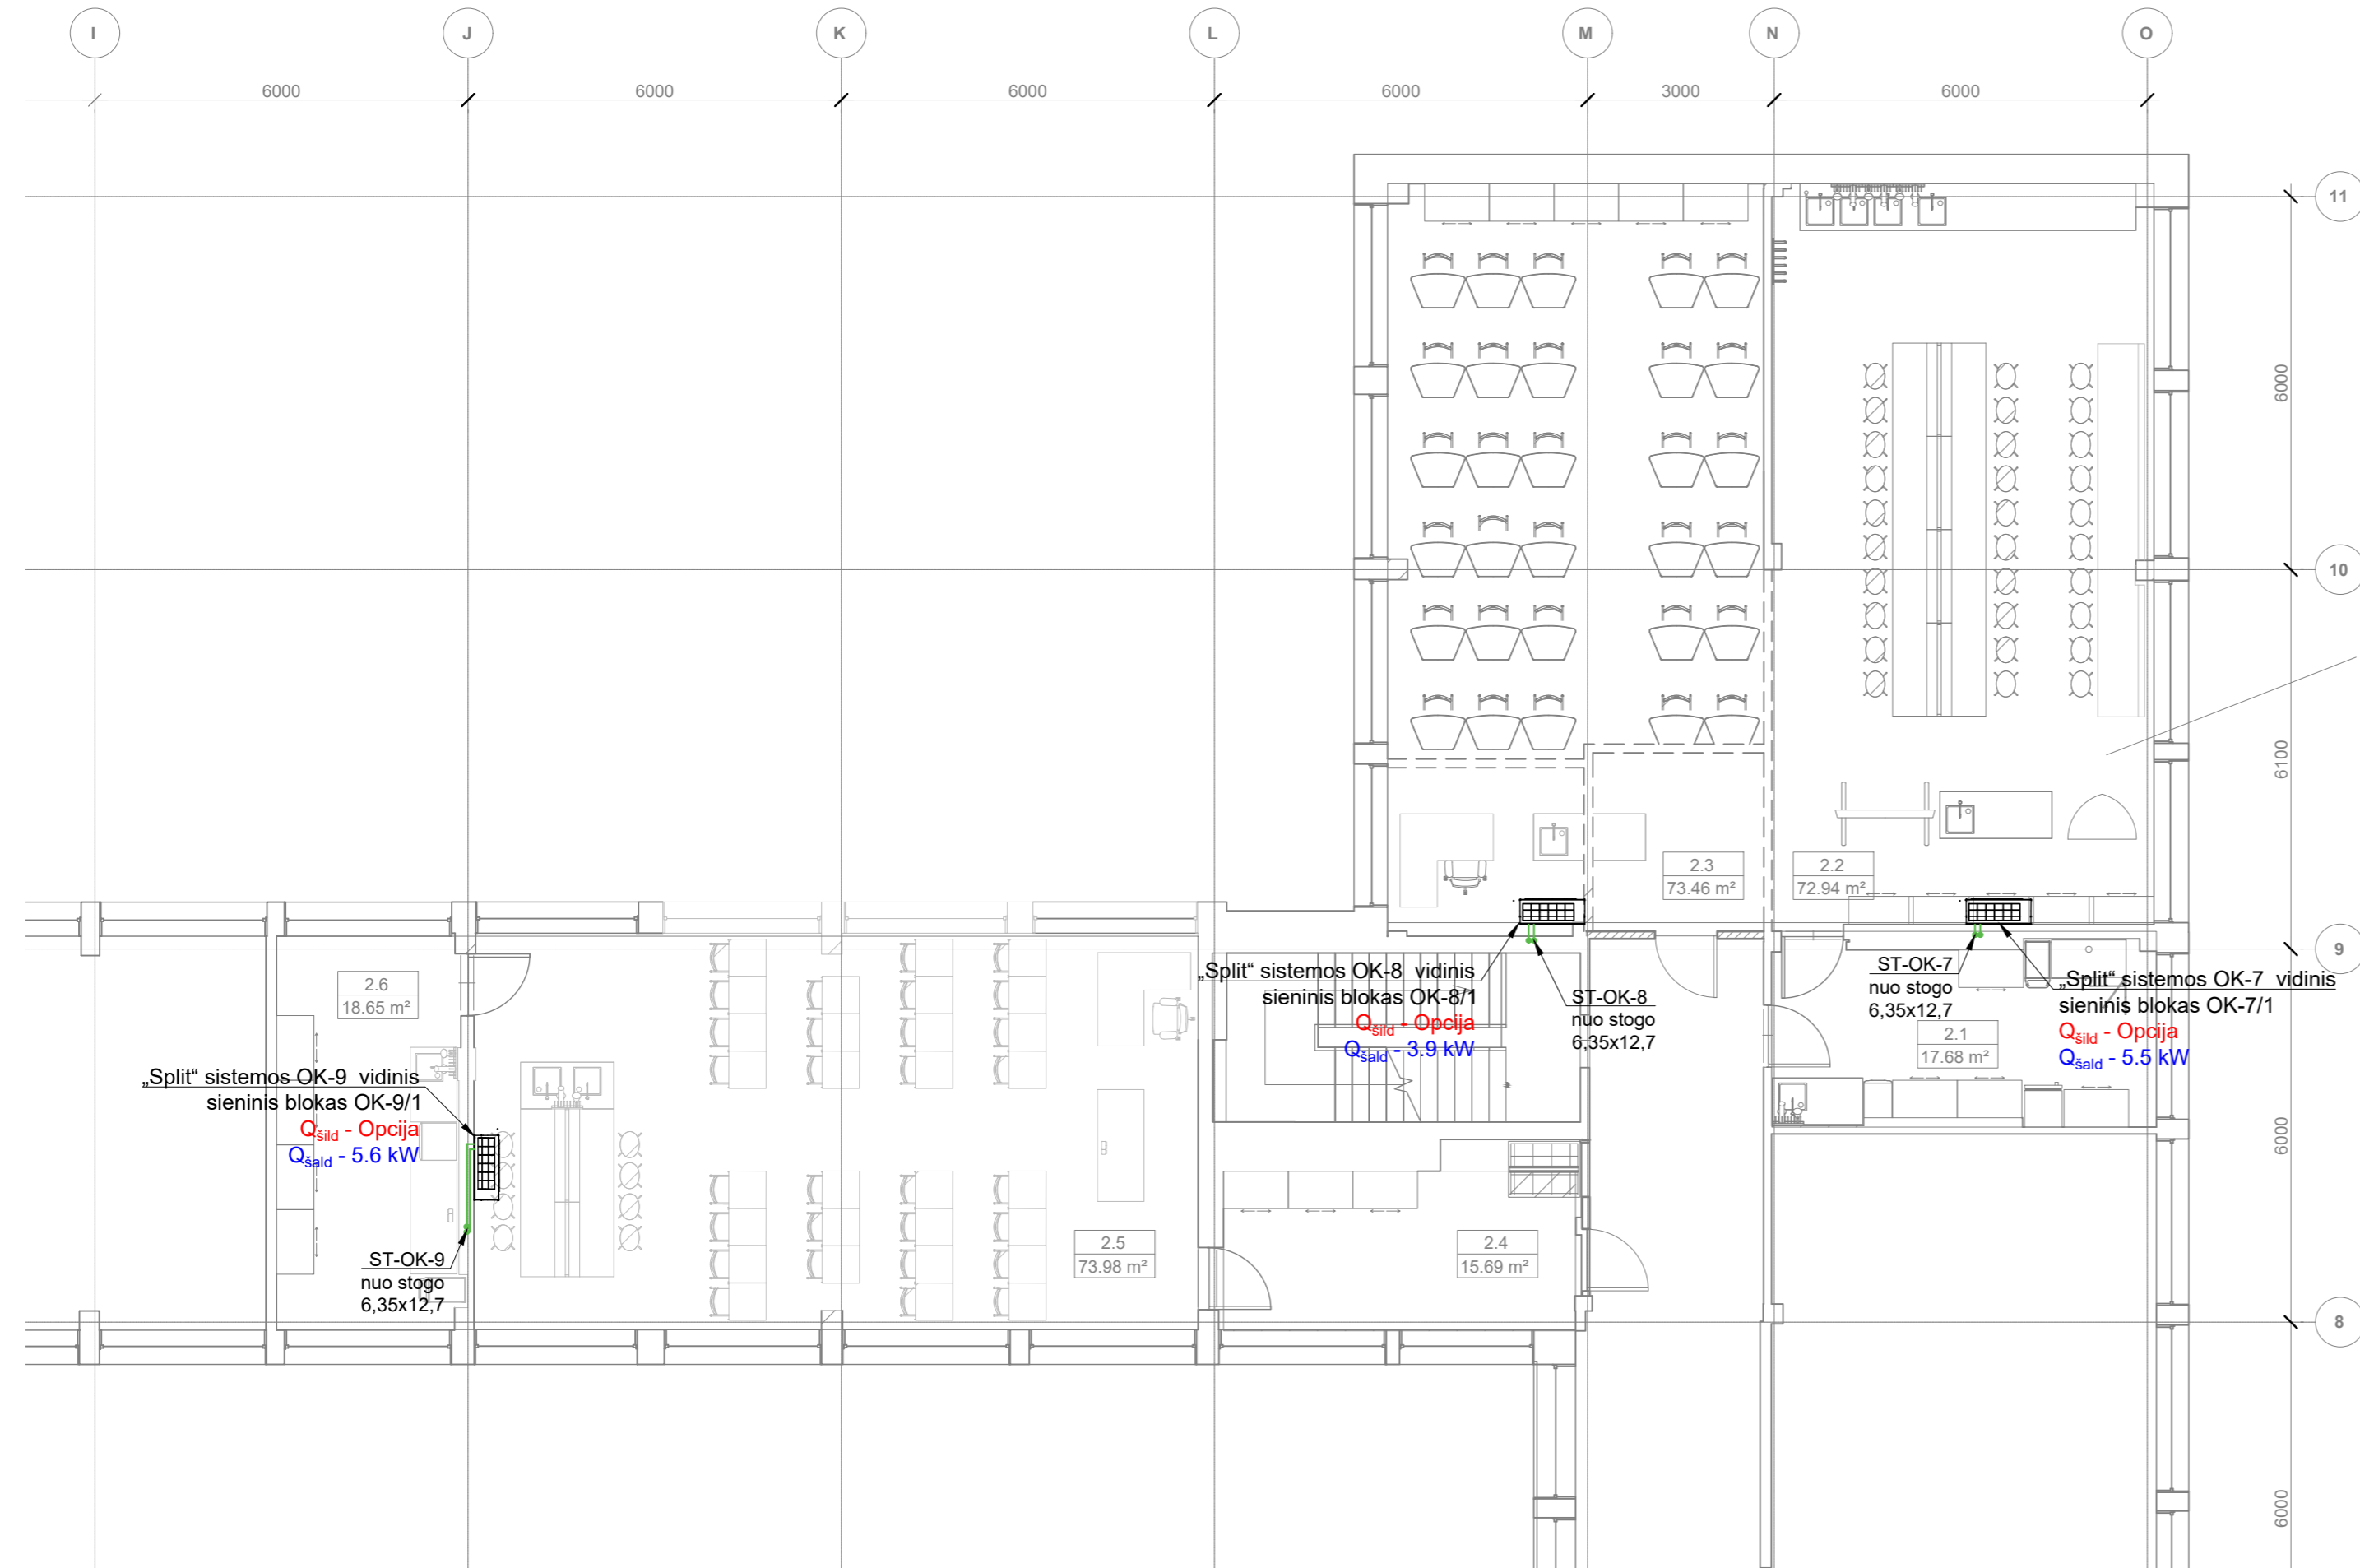 I
J
K
L
M
N
O
6000
6000
6000
6000
3000
6000
11
6000
10
6100
2.3
73.46 m²
2.2
72.94 m²
9
2.6
18.65 m²
„Split“ sistemos OK-8 vidinis
sieninis blokas OK-8/1
Qšild - Opcija
Qšald - 3.9 kW
ST-OK-8
nuo stogo
6,35x12,7
ST-OK-7
nuo stogo
6,35x12,7
„Split“ sistemos OK-7 vidinis
sieninis blokas OK-7/1
Qšild - Opcija
Qšald - 5.5 kW
2.1
17.68 m²
„Split“ sistemos OK-9 vidinis
sieninis blokas OK-9/1
Qšild - Opcija
Qšald - 5.6 kW
6000
ST-OK-9
nuo stogo
6,35x12,7
2.5
73.98 m²
2.4
15.69 m²
8
6000